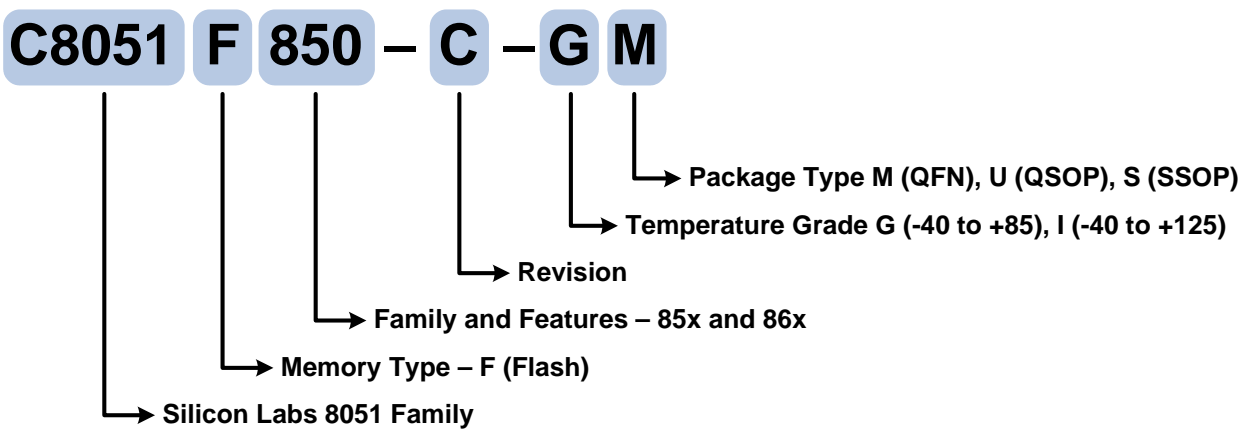 C8051 F 850 – C – G M
Package Type M (QFN), U (QSOP), S (SSOP)
Temperature Grade G (-40 to +85), I (-40 to +125)
Revision
Family and Features – 85x and 86x
Memory Type – F (Flash)
Silicon Labs 8051 Family